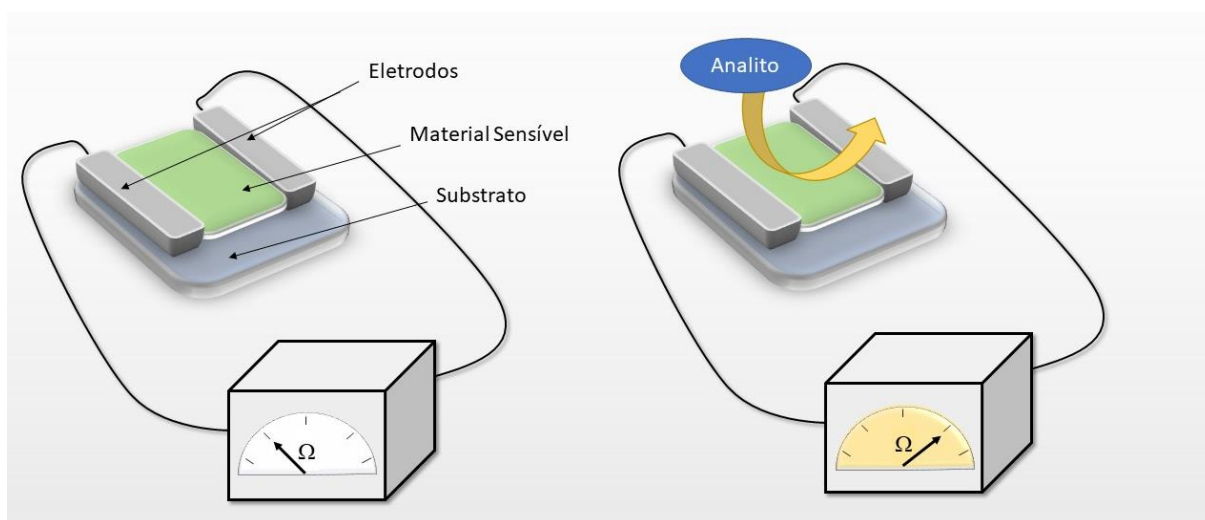 Eletrodos
Material Sensível
Substrato
Ω
Analito
Ω